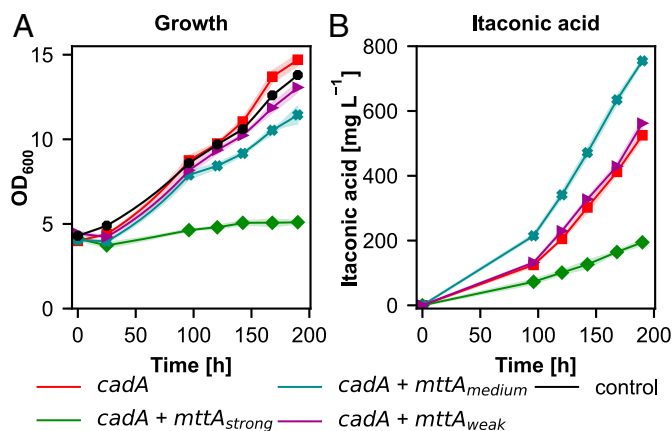 A Growth
15
10
5
0
OD600
0 50 100 150 200
Time [h]
B Itaconic acid
800
600
400
200
0
Itaconic acid [mg L−1]
0 50 100 150 200
Time [h]
cadA cadA + mttAmedium control
cadA + mttAstrong cadA + mttAweak